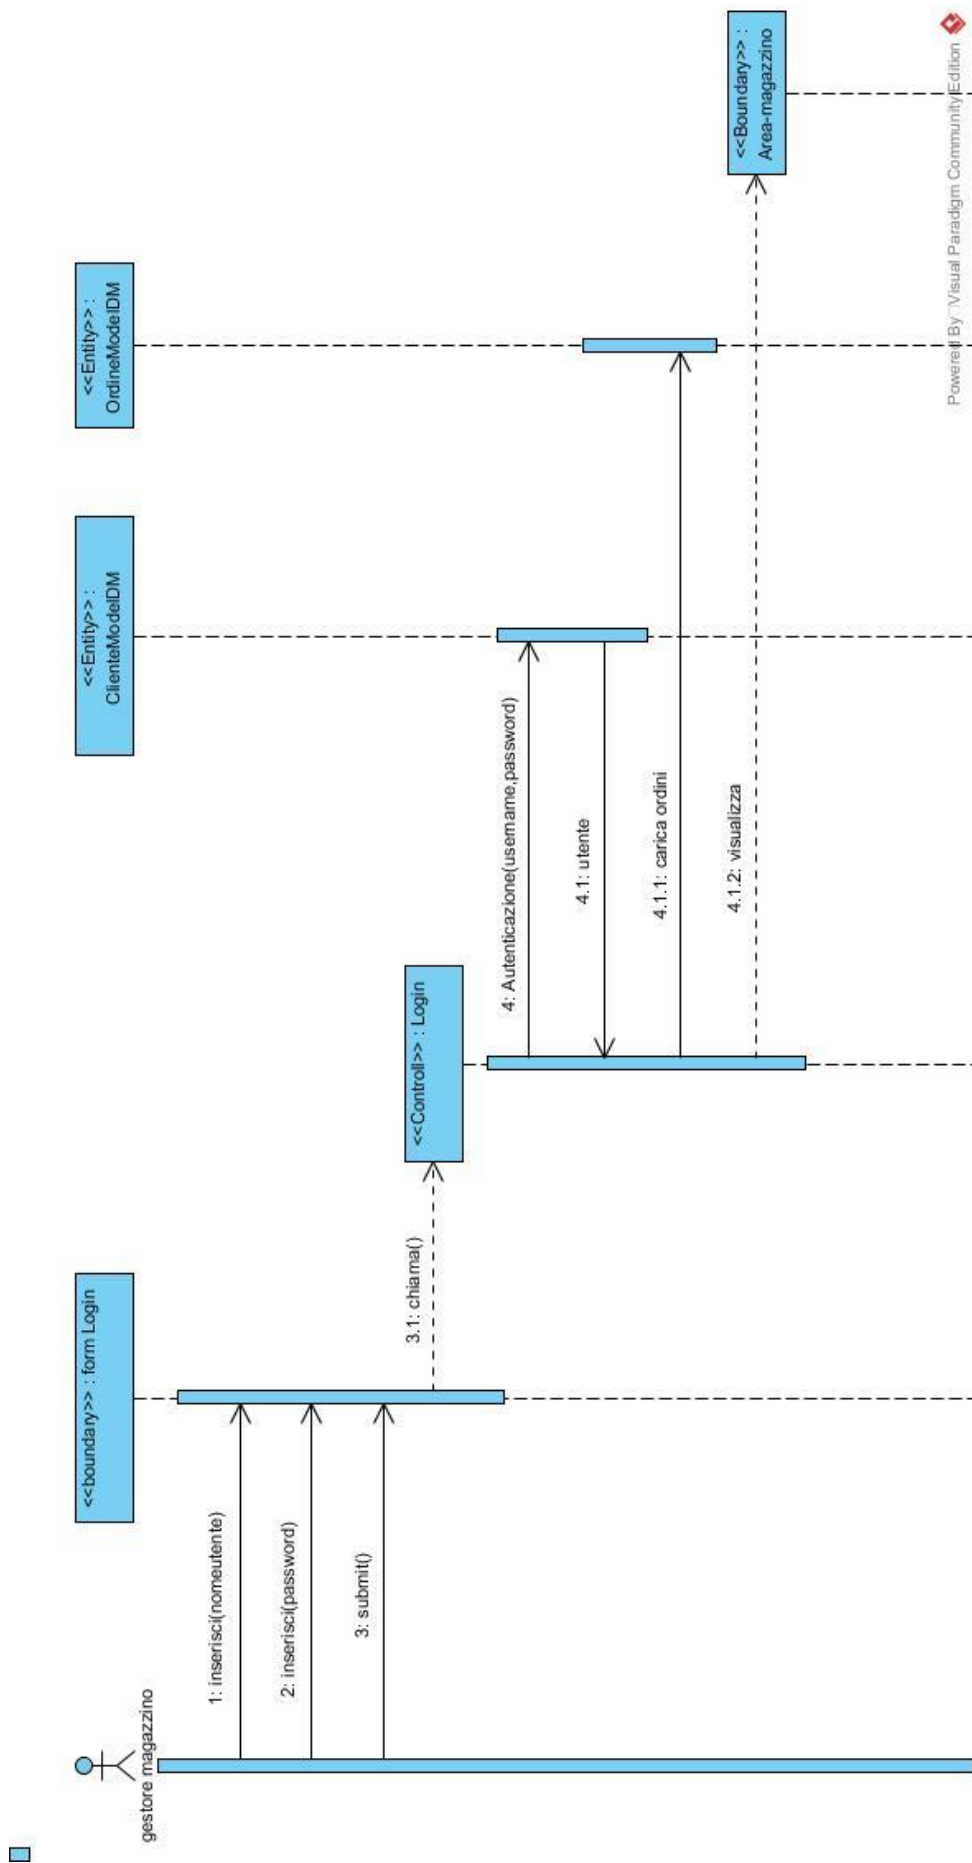 gestore magazzino
<<boundary>> : form Login
<<Controll>> : Login
<<Entity>> :
ClienteModelDM
<<Entity>> :
OrdineModelDM
<<Boundary>> :
Area-magazzino
1: inserisci(nomeutente)
2: inserisci(password)
3: submit()
3.1: chiama()
4: Autenticazione(username,password)
4.1: utente
4.1.1: carica ordini
4.1.2: visualizza
Powered By Visual Paradigm Community Edition